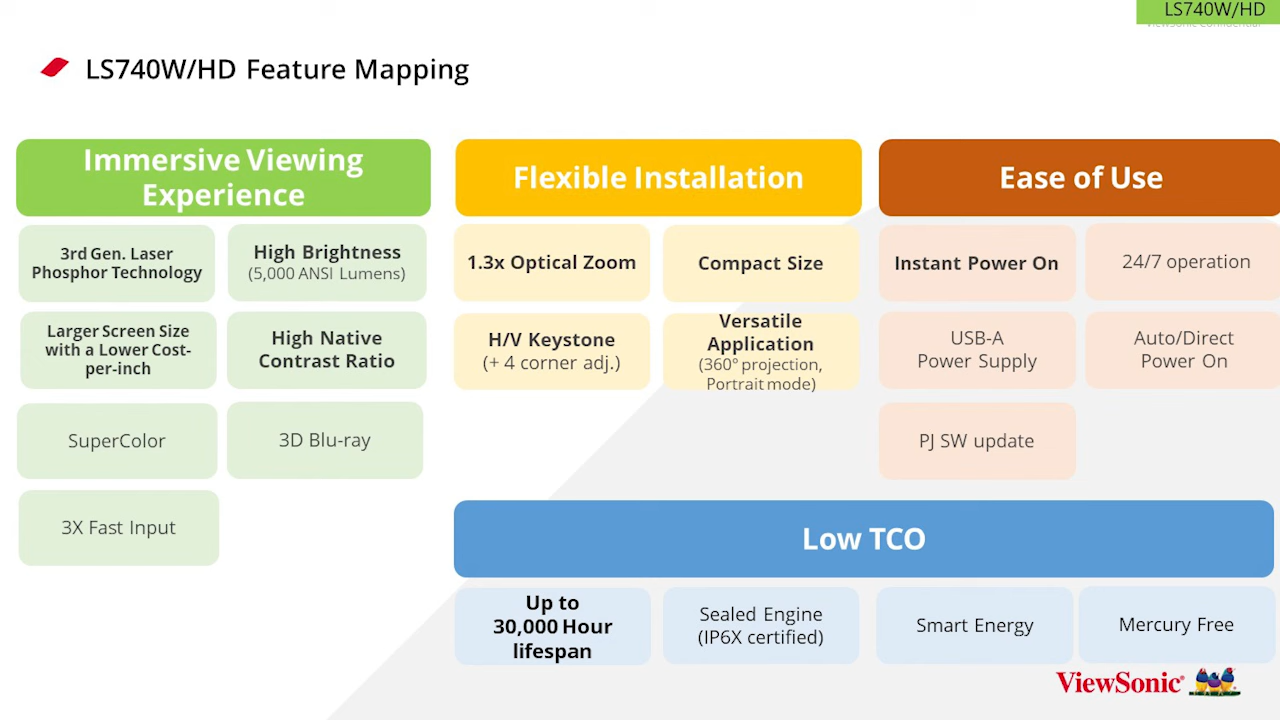 LS740W/HD
ViewSonic Confidential
LS740W/HD Feature Mapping
Immersive Viewing
Experience
3rd Gen. Laser
Phosphor Technology
High Brightness
(5,000 ANSI Lumens)
Larger Screen Size
with a Lower Cost-
per-inch
High Native
Contrast Ratio
SuperColor
3D Blu-ray
3X Fast Input
Flexible Installation
1.3x Optical Zoom
Compact Size
H/V Keystone
(+ 4 corner adj.)
Versatile
Application
(360° projection,
Portrait mode)
Ease of Use
Instant Power On
24/7 operation
USB-A
Power Supply
Auto/Direct
Power On
PJ SW update
Low TCO
Up to
30,000 Hour
lifespan
Sealed Engine
(IP6X certified)
Smart Energy
Mercury Free
ViewSonic®